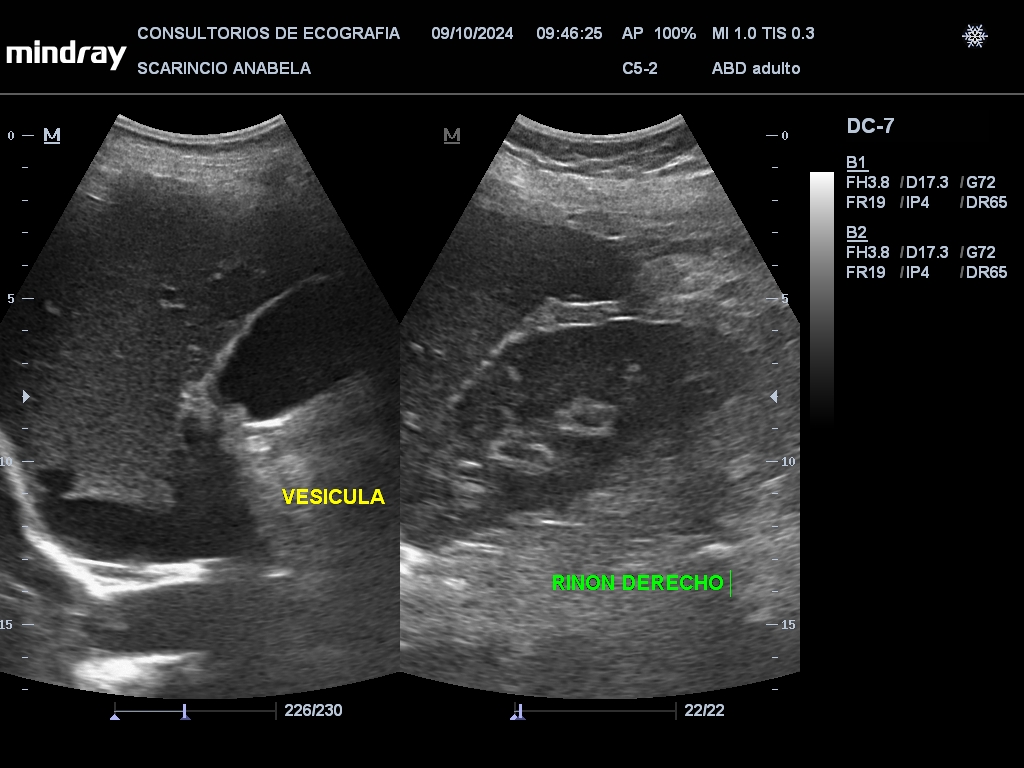 mindray
CONSULTORIOS DE ECOGRAFIA 09/10/2024 09:46:25 AP 100% MI 1.0 TIS 0.3
SCARINCIO ANABELA C5-2 ABD adulto
DC-7
B1
FH3.8 /D17.3 /G72
FR19 /IP4 /DR65
B2
FH3.8 /D17.3 /G72
FR19 /IP4 /DR65
M
0
5
10
15
VESICULA
226/230
M
0
5
10
15
RINON DERECHO
22/22